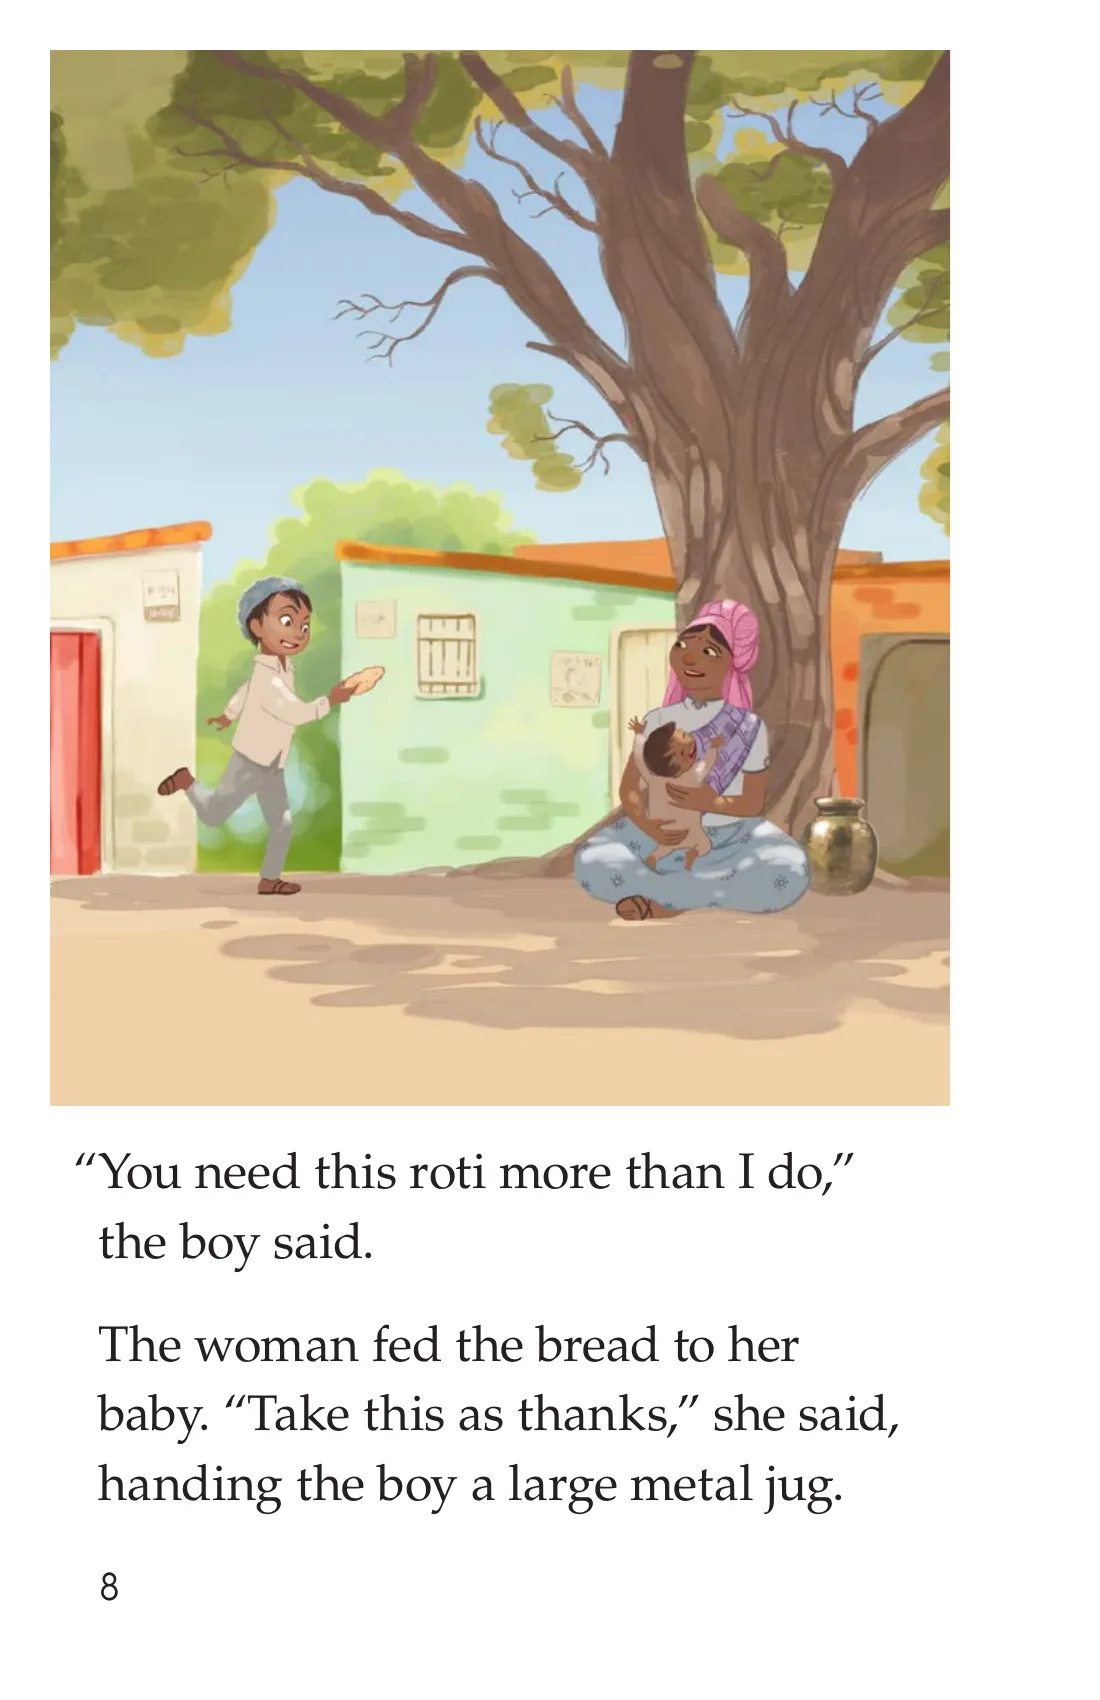 “You need this roti more than I do,”
the boy said.
The woman fed the bread to her
baby. “Take this as thanks,” she said,
handing the boy a large metal jug.
8